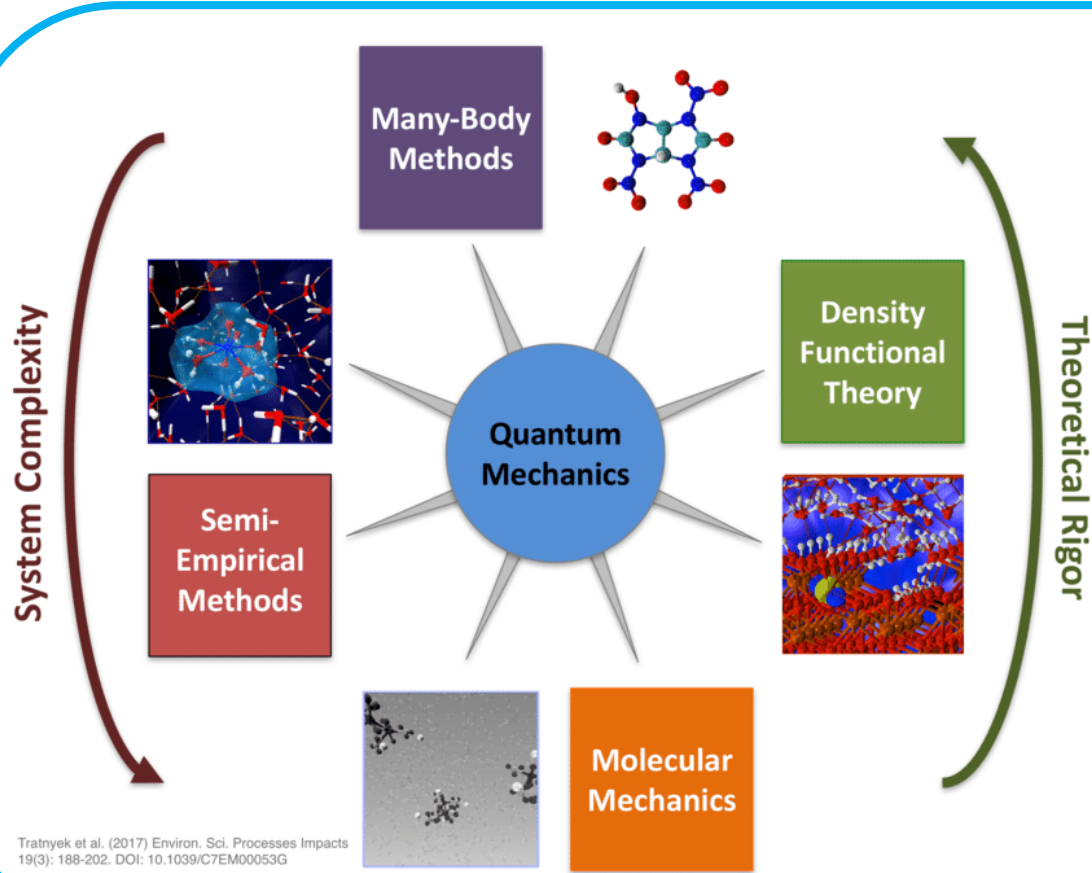 Many-Body
Methods
System Complexity
Density
Functional
Theory
Theoretical Rigor
Quantum
Mechanics
Semi-
Empirical
Methods
Molecular
Mechanics
Tratnyek et al. (2017) Environ. Sci. Processes Impacts
19(3): 188-202. DOI: 10.1039/C7EM00053G